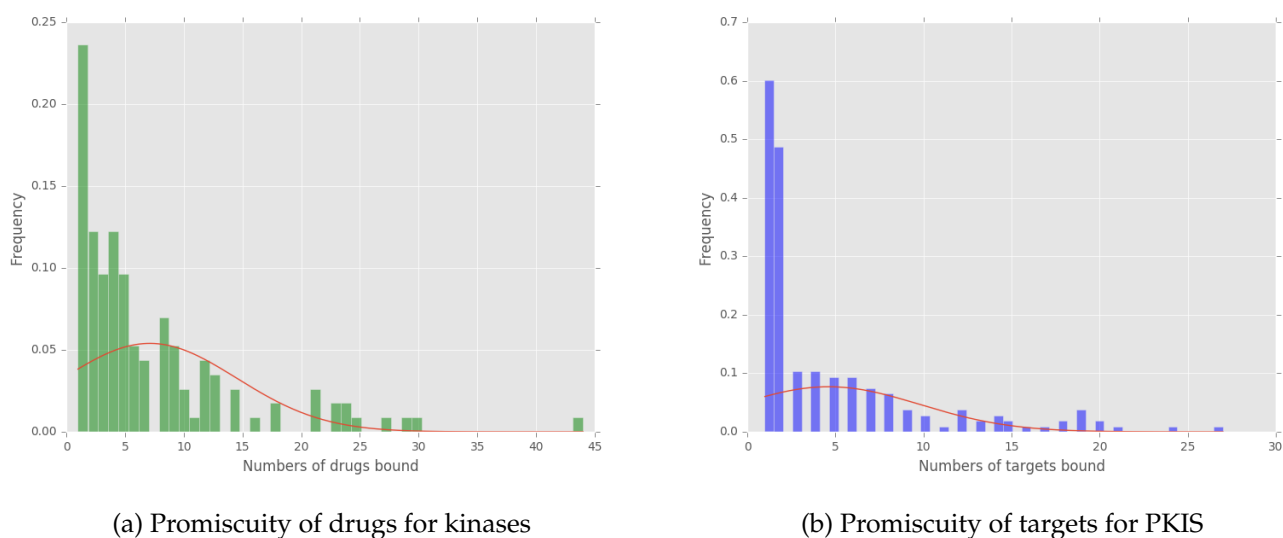 0.25
0.20
0.15
0.10
0.05
0.00
Frequency
0 5 10 15 20 25 30 35 40 45
Numbers of drugs bound
(a) Promiscuity of drugs for kinases
0.7
0.6
0.5
0.4
0.3
0.2
0.1
0.0
Frequency
0 5 10 15 20 25 30
Numbers of targets bound
(b) Promiscuity of targets for PKIS